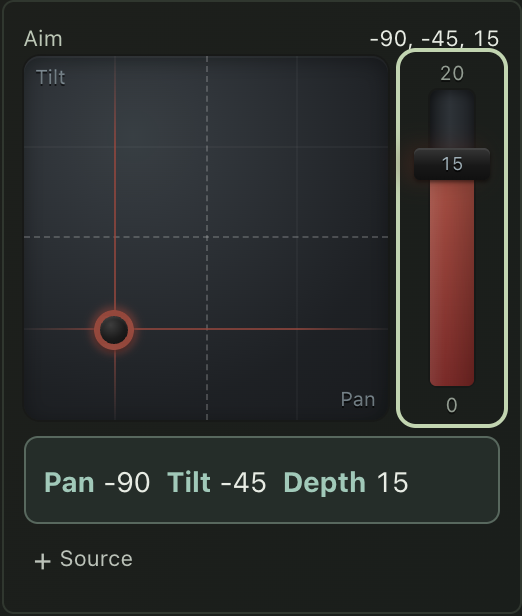 Aim -90, -45, 15
Tilt
20
15
Pan
0
Pan -90 Tilt -45 Depth 15
+ Source